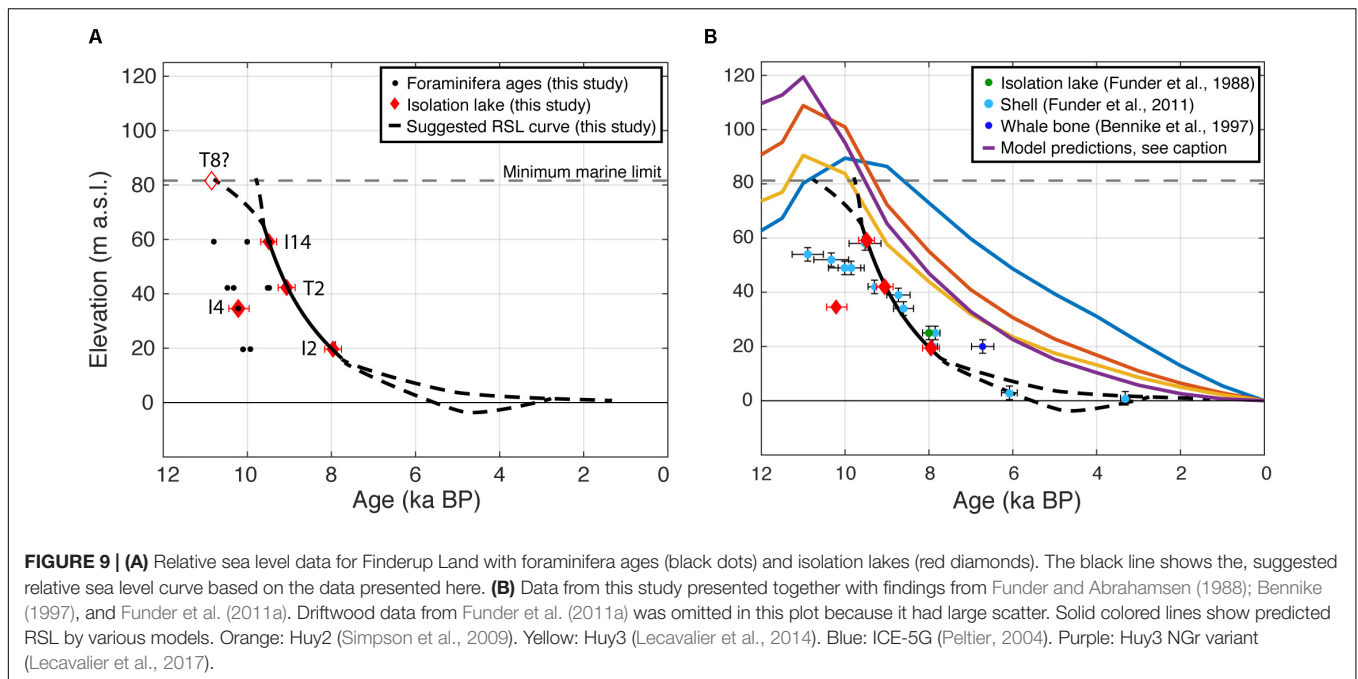 A
120
100
80
60
40
20
0
12
10
8
6
4
2
0
Elevation (m a.s.l.)
Age (ka BP)
Foraminifera ages (this study)
Isolation lake (this study)
Suggested RSL curve (this study)
Minimum marine limit
T8?
I14
T2
I4
I2
B
120
100
80
60
40
20
0
12
10
8
6
4
2
0
Age (ka BP)
Isolation lake (Funder et al., 1988)
Shell (Funder et al., 2011)
Whale bone (Bennike et al., 1997)
Model predictions, see caption
FIGURE 9 | (A) Relative sea level data for Finderup Land with foraminifera ages (black dots) and isolation lakes (red diamonds). The black line shows the, suggested
relative sea level curve based on the data presented here. (B) Data from this study presented together with findings from Funder and Abrahamsen (1988); Bennike
(1997), and Funder et al. (2011a). Driftwood data from Funder et al. (2011a) was omitted in this plot because it had large scatter. Solid colored lines show predicted
RSL by various models. Orange: Huy2 (Simpson et al., 2009). Yellow: Huy3 (Lecavalier et al., 2014). Blue: ICE-5G (Peltier, 2004). Purple: Huy3 NGr variant
(Lecavalier et al., 2017).